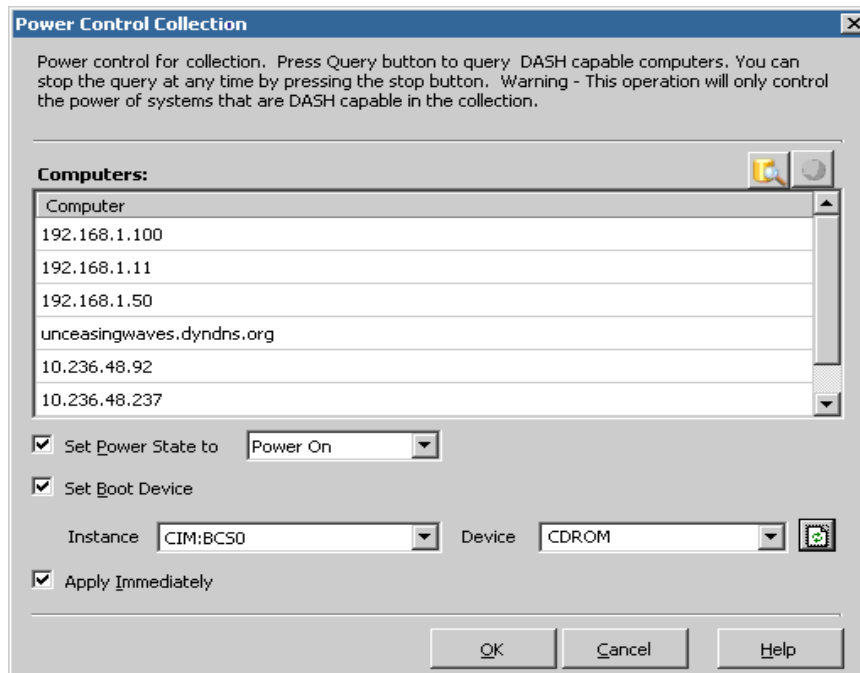 Power Control Collection
Power control for collection. Press Query button to query DASH capable computers. You can
stop the query at any time by pressing the stop button. Warning - This operation will only control
the power of systems that are DASH capable in the collection.
Computers:
Computer
192.168.1.100
192.168.1.11
192.168.1.50
unceasingwaves.dyndns.org
10.236.48.92
10.236.48.237
Set Power State to Power On
Set Boot Device
Instance CIM:BCS0 Device CDROM
Apply Immediately
OK Cancel Help